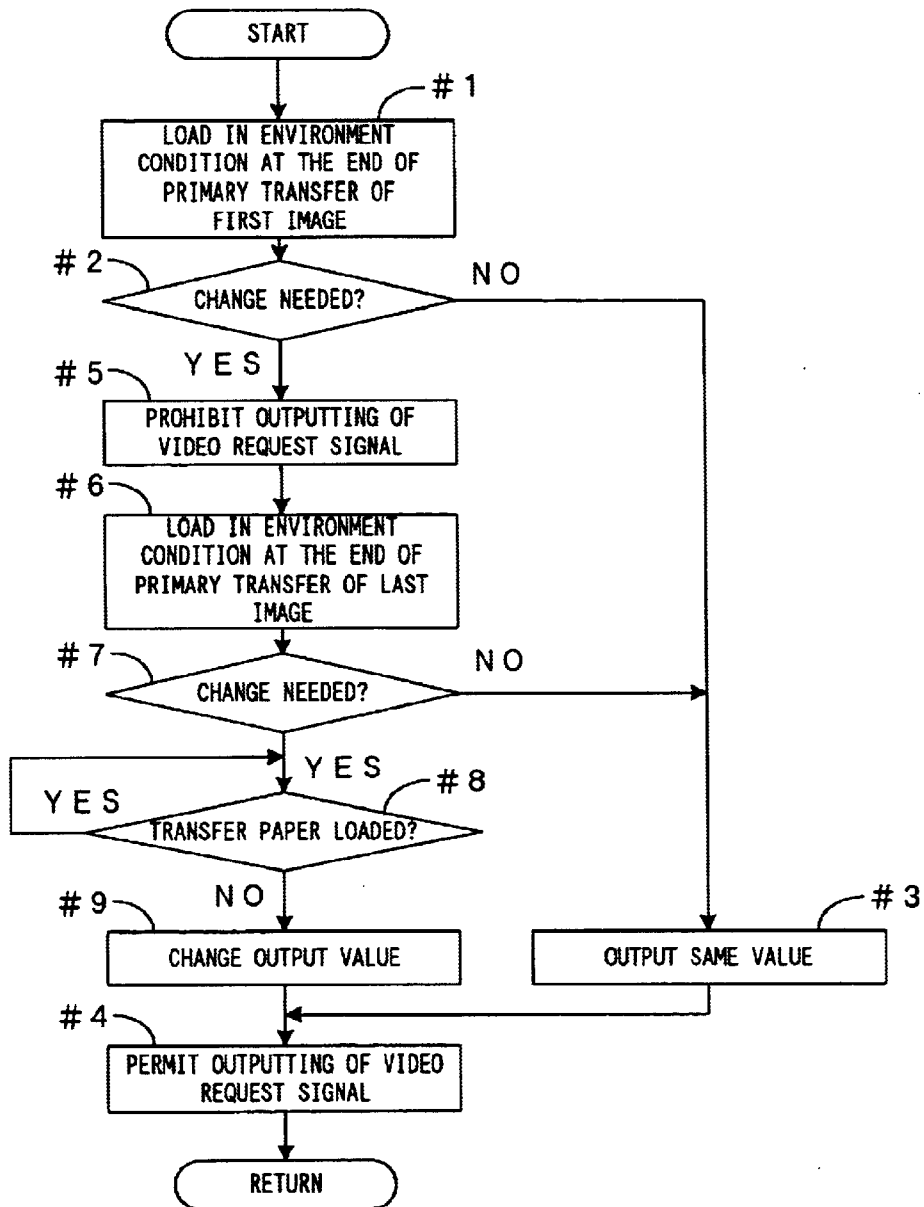 START
#1
LOAD IN ENVIRONMENT
CONDITION AT THE END OF
PRIMARY TRANSFER OF
FIRST IMAGE
#2
CHANGE NEEDED?
NO
YES
#5
PROHIBIT OUTPUTTING OF
VIDEO REQUEST SIGNAL
#6
LOAD IN ENVIRONMENT
CONDITION AT THE END OF
PRIMARY TRANSFER OF LAST
IMAGE
#7
CHANGE NEEDED?
NO
YES
YES
#8
TRANSFER PAPER LOADED?
NO
#9
CHANGE OUTPUT VALUE
#3
OUTPUT SAME VALUE
#4
PERMIT OUTPUTTING OF VIDEO
REQUEST SIGNAL
RETURN